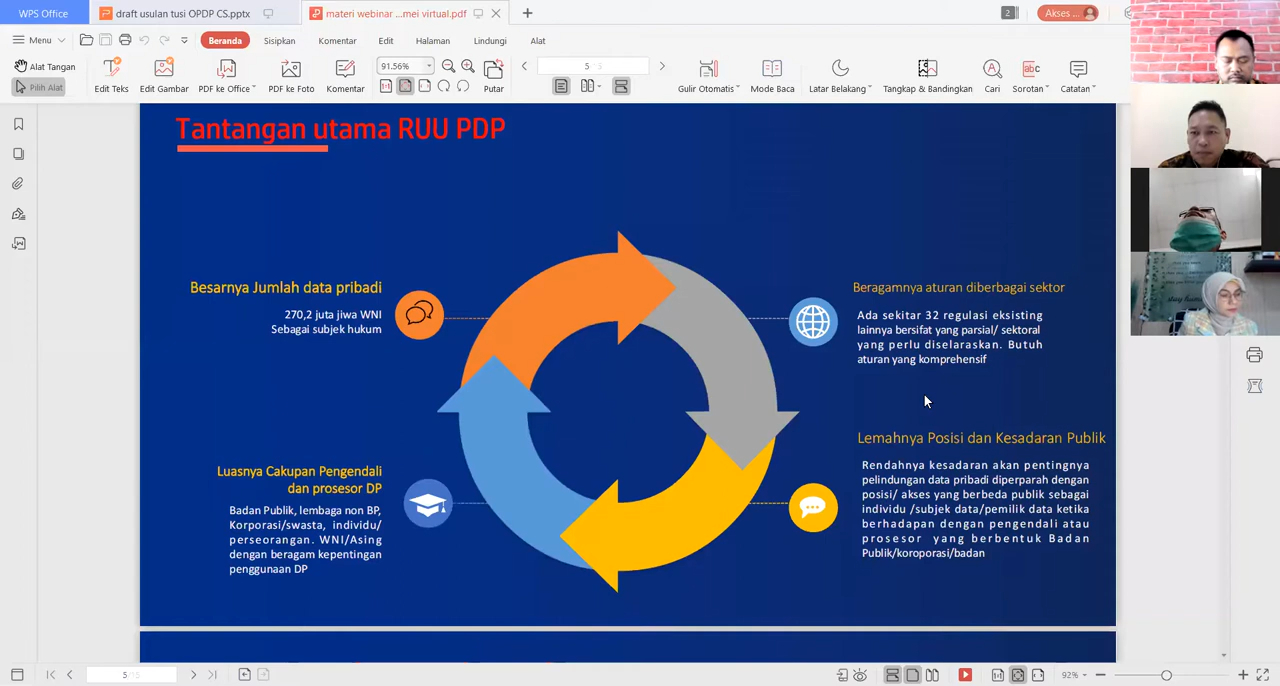 WPS Office
draft usulan tusi OPDP CS.pptx
materi webinar ...mei virtual.pdf
2
Akses ...
Menu
Beranda
Sisipkan
Komentar
Edit
Halaman
Lindungi
Alat
Alat Tangan
Pilih Alat
Edit Teks
Edit Gambar
PDF ke Office
PDF ke Foto
Komentar
91.56%
Putar
5
Gulir Otomatis
Mode Baca
Latar Belakang
Tangkap & Bandingkan
Cari
abc
Sorotan
Catatan
Tantangan utama RUU PDP
Besarnya Jumlah data pribadi
270,2 juta jiwa WNI
Sebagai subjek hukum
Beragamnya aturan diberbagai sektor
Ada sekitar 32 regulasi eksisting
lainnya bersifat yang parsial/ sektoral
yang perlu diselaraskan. Butuh
aturan yang komprehensif
Luasnya Cakupan Pengendali
dan prosesor DP
Badan Publik, lembaga non BP,
Korporasi/swasta, individu/
perseorangan. WNI/Asing
dengan beragam kepentingan
penggunaan DP
Lemahnya Posisi dan Kesadaran Publik
Rendahnya kesadaran akan pentingnya
pelindungan data pribadi diperparah dengan
posisi/ akses yang berbeda publik sebagai
individu /subjek data/pemilik data ketika
berhadapan dengan pengendali atau
prosesor yang berbentuk Badan
Publik/koroporasi/badan
92%